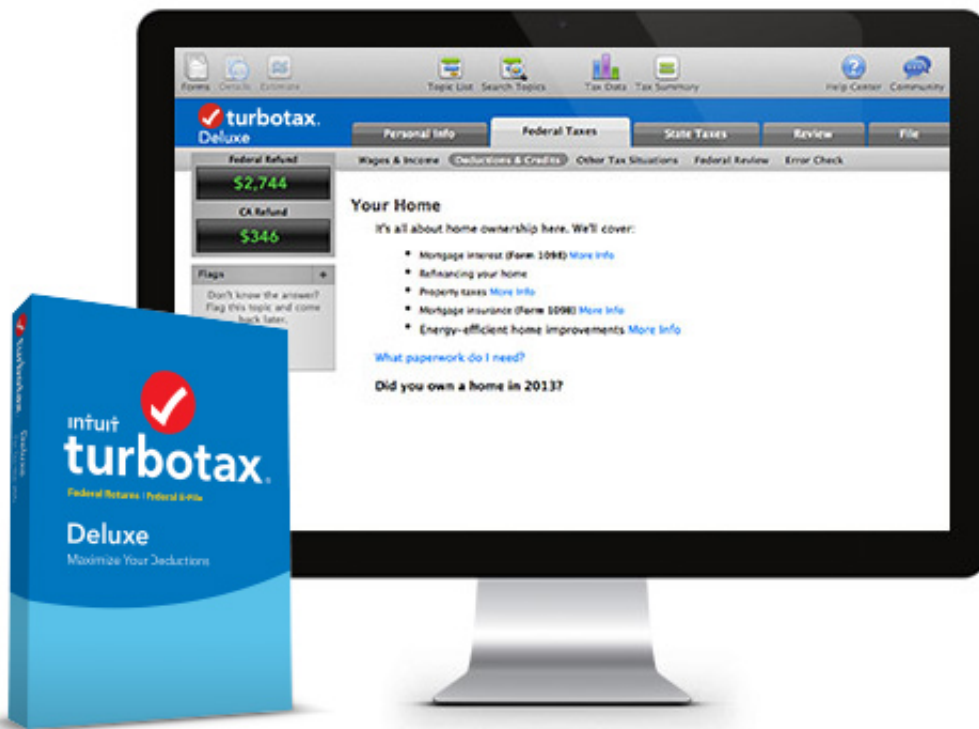 Forms Details Estimate Topic List Search Topics Tax Data Tax Summary Help Center Community
turbotax.
Deluxe
Personal Info Federal Taxes State Taxes Review File
Federal Refund
$2,744
CA Refund
$346
Flags +
Don't know the answer?
Flag this topic and come
back later.
Wages & Income Deductions & Credits Other Tax Situations Federal Review Error Check
Your Home
It's all about home ownership here. We'll cover:
• Mortgage interest (Form 1098) More Info
• Refinancing your home
• Property taxes More Info
• Mortgage insurance (Form 1098) More Info
• Energy-efficient home improvements More Info
What paperwork do I need?
Did you own a home in 2013?
intuit
turbotax.
Federal Returns | Federal E-File
Deluxe
Maximize Your Deductions
turbotax.
Deluxe